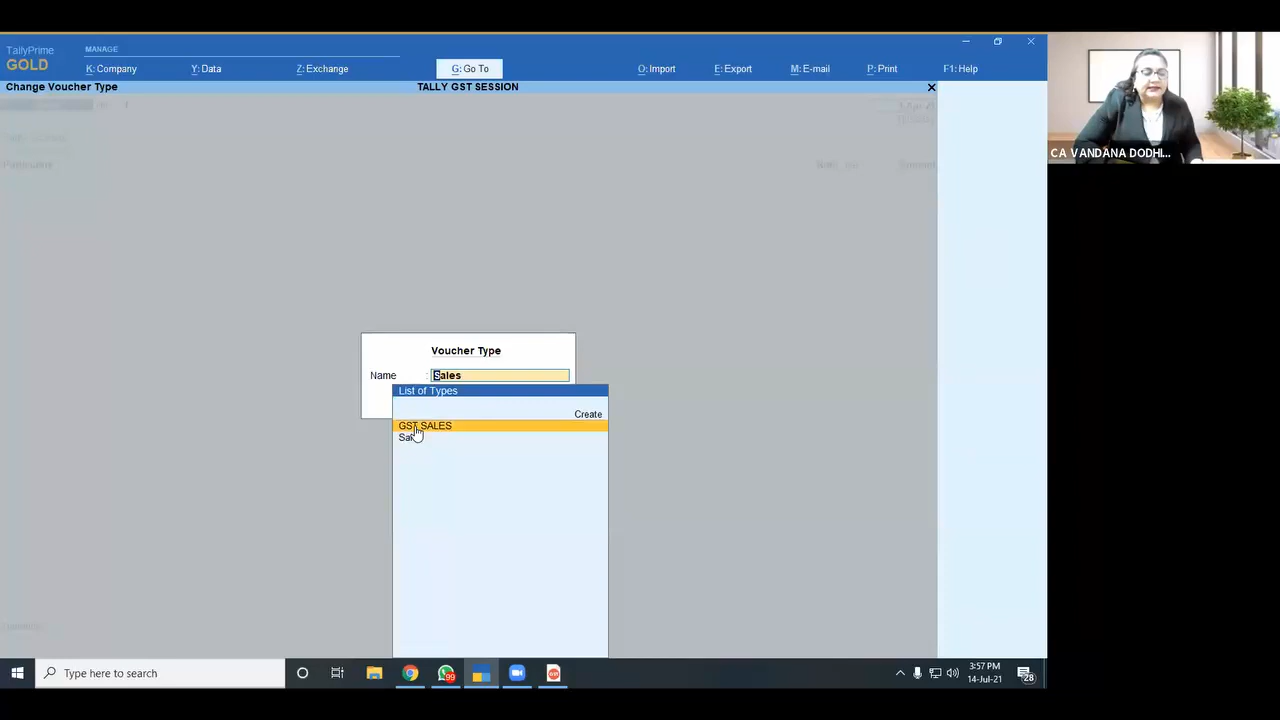 TallyPrime
GOLD
MANAGE
K: Company
Y: Data
Z: Exchange
G: Go To
O: Import
E: Export
M: E-mail
P: Print
F1: Help
Change Voucher Type
TALLY GST SESSION
CA VANDANA DODHI...
Voucher Type
Name : Sales
List of Types
Create
GST SALES
Type here to search
99
3:57 PM
14-Jul-21
28